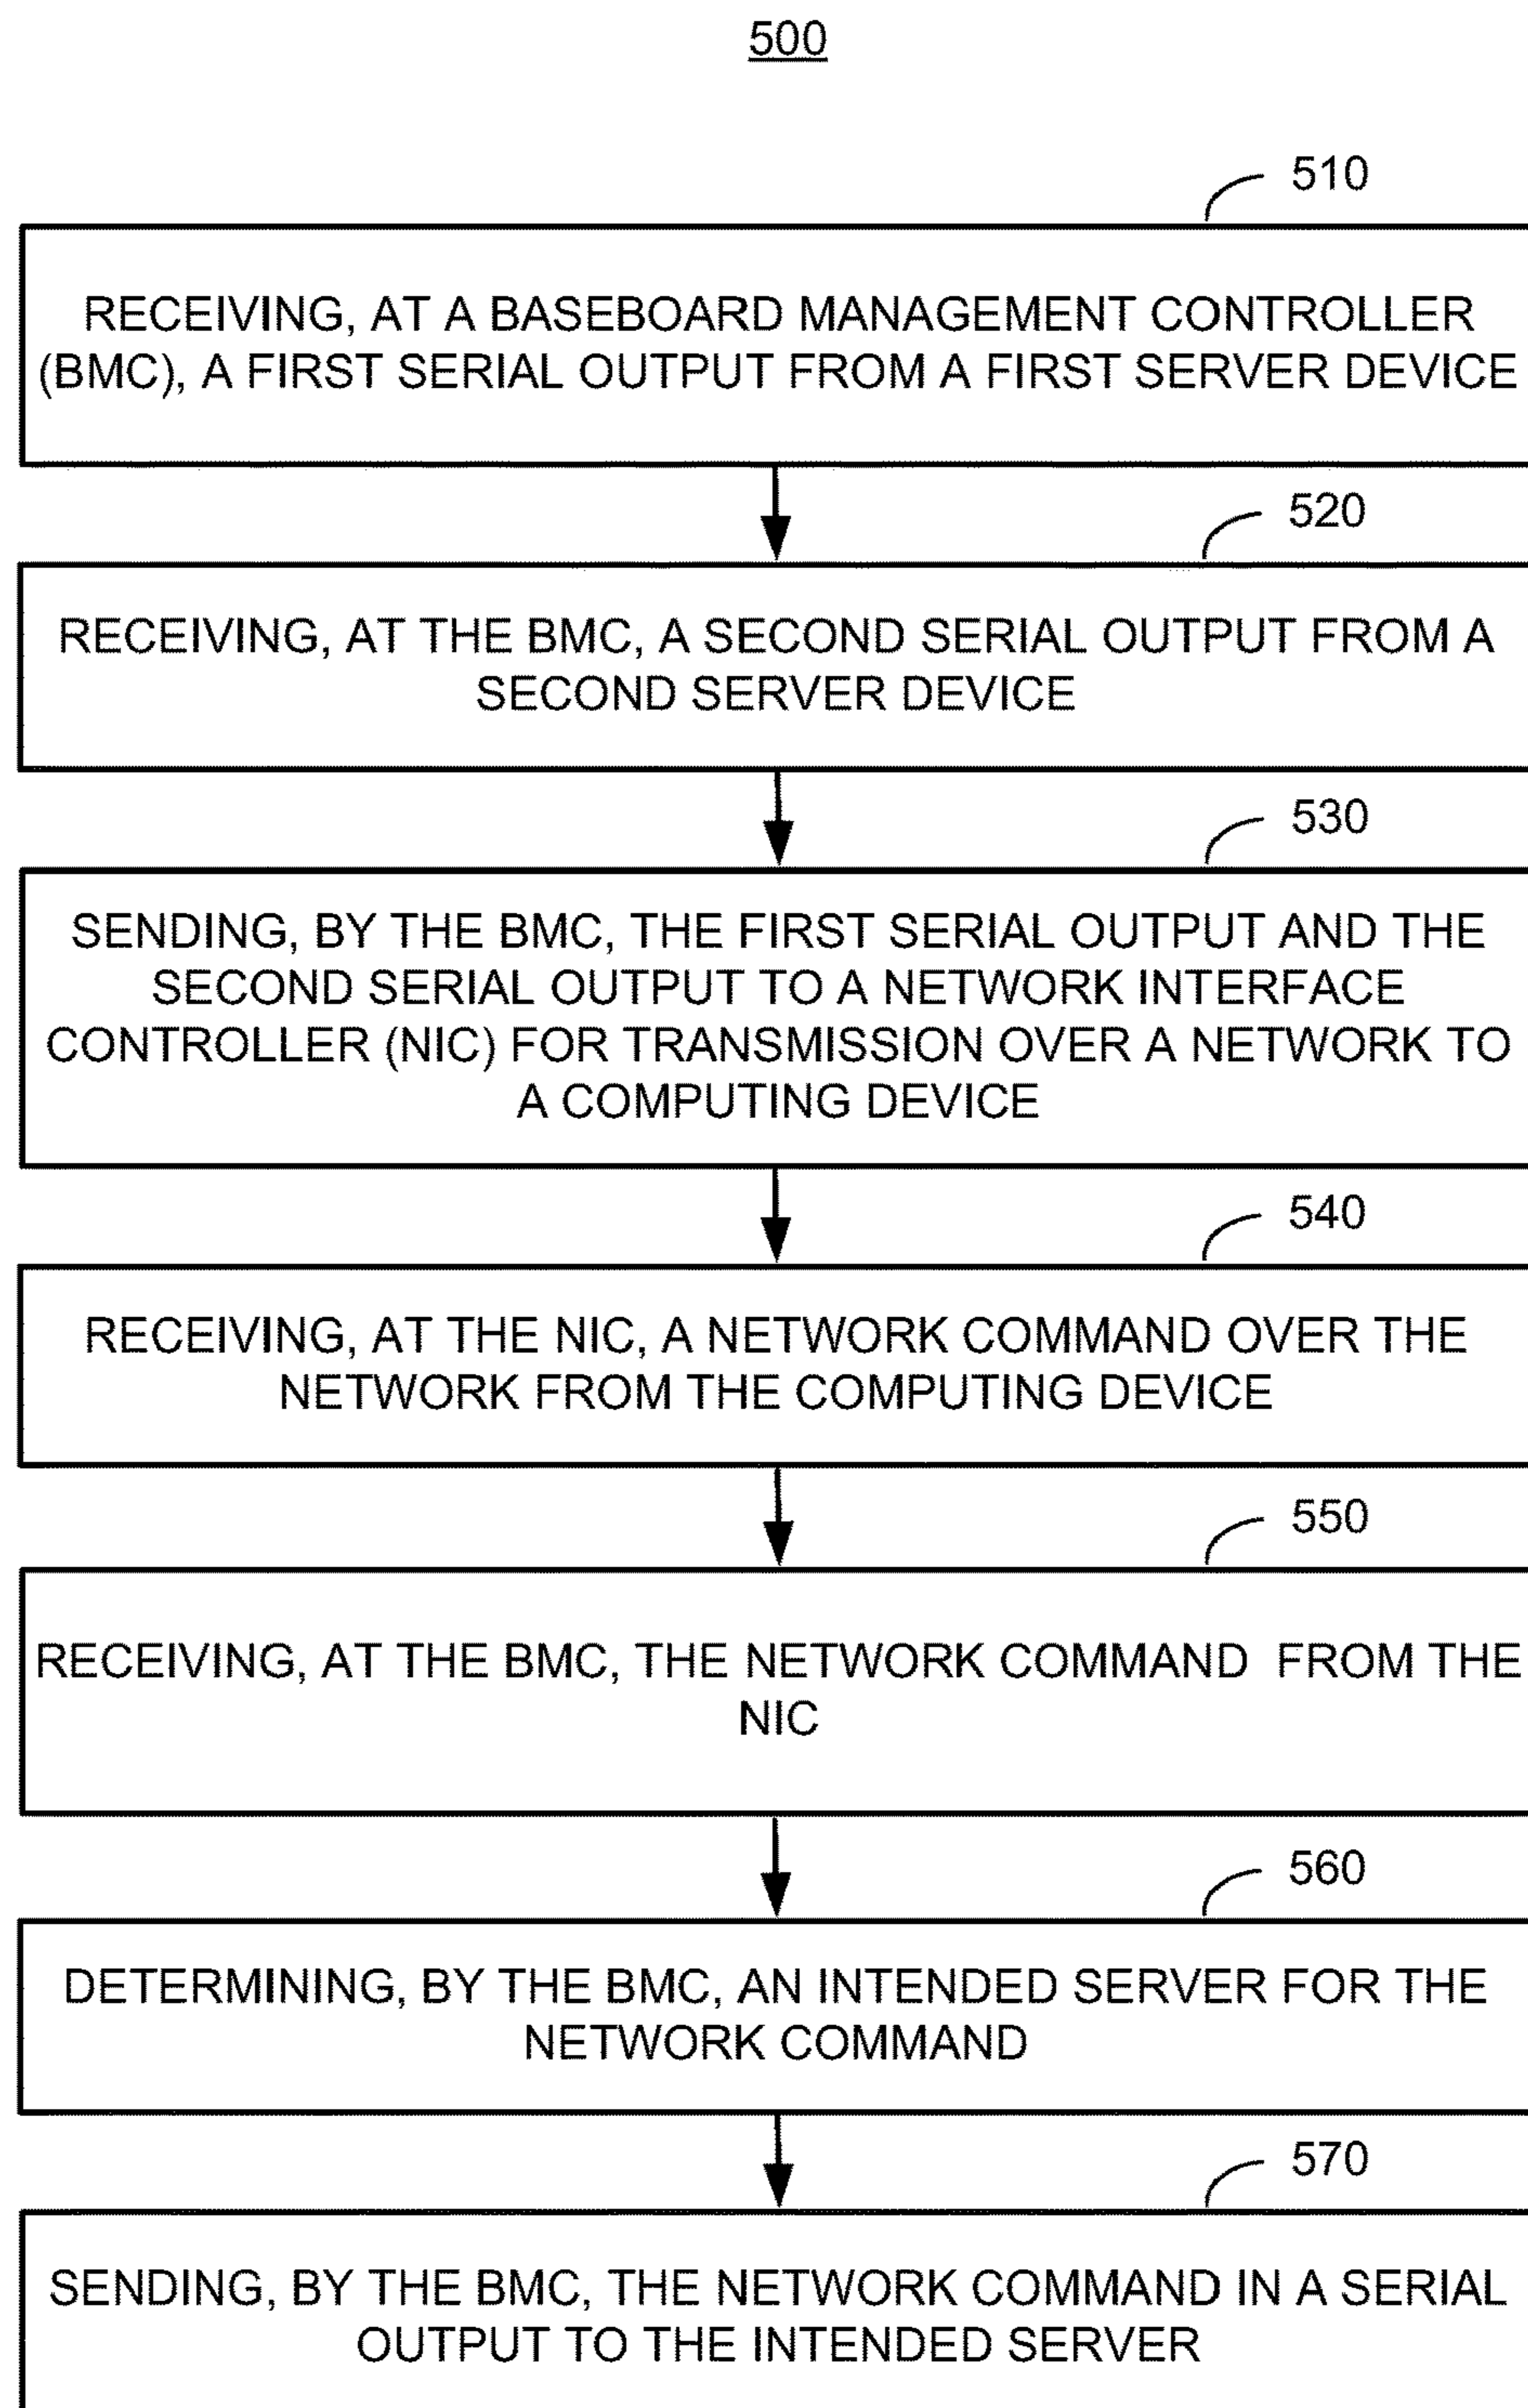 500
510
RECEIVING, AT A BASEBOARD MANAGEMENT CONTROLLER
(BMC), A FIRST SERIAL OUTPUT FROM A FIRST SERVER DEVICE
520
RECEIVING, AT THE BMC, A SECOND SERIAL OUTPUT FROM A
SECOND SERVER DEVICE
530
SENDING, BY THE BMC, THE FIRST SERIAL OUTPUT AND THE
SECOND SERIAL OUTPUT TO A NETWORK INTERFACE
CONTROLLER (NIC) FOR TRANSMISSION OVER A NETWORK TO
A COMPUTING DEVICE
540
RECEIVING, AT THE NIC, A NETWORK COMMAND OVER THE
NETWORK FROM THE COMPUTING DEVICE
550
RECEIVING, AT THE BMC, THE NETWORK COMMAND  FROM THE
NIC
560
DETERMINING, BY THE BMC, AN INTENDED SERVER FOR THE
NETWORK COMMAND
570
SENDING, BY THE BMC, THE NETWORK COMMAND IN A SERIAL
OUTPUT TO THE INTENDED SERVER